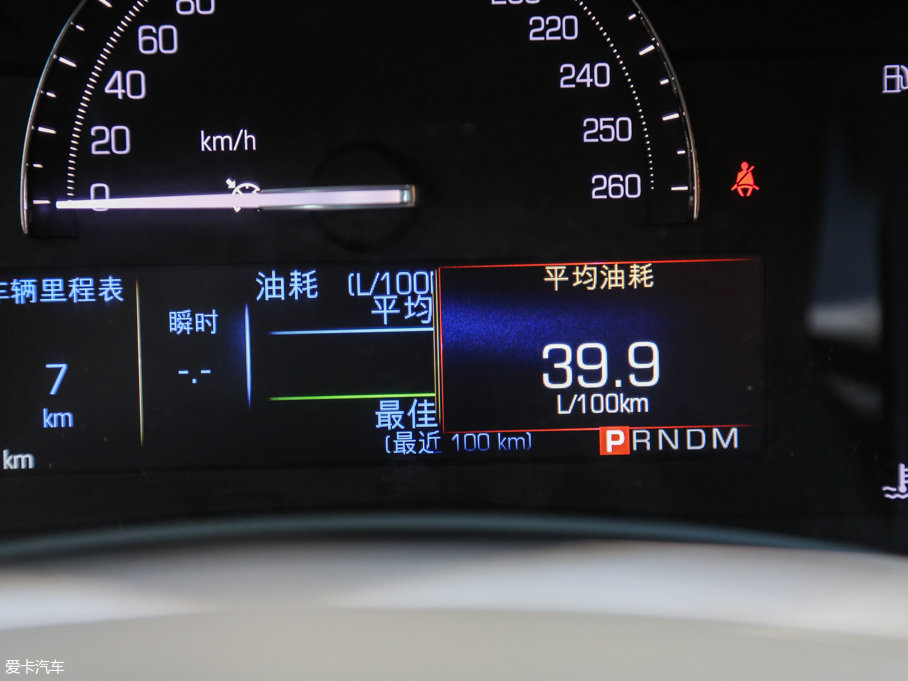 80
60
40
20
0
km/h
220
240
250
260
车辆里程表
7
km
km
瞬时
-.-
油耗 (L/100
平均
最佳
(最近 100 km)
平均油耗
39.9
L/100km
PRNDM
爱卡汽车